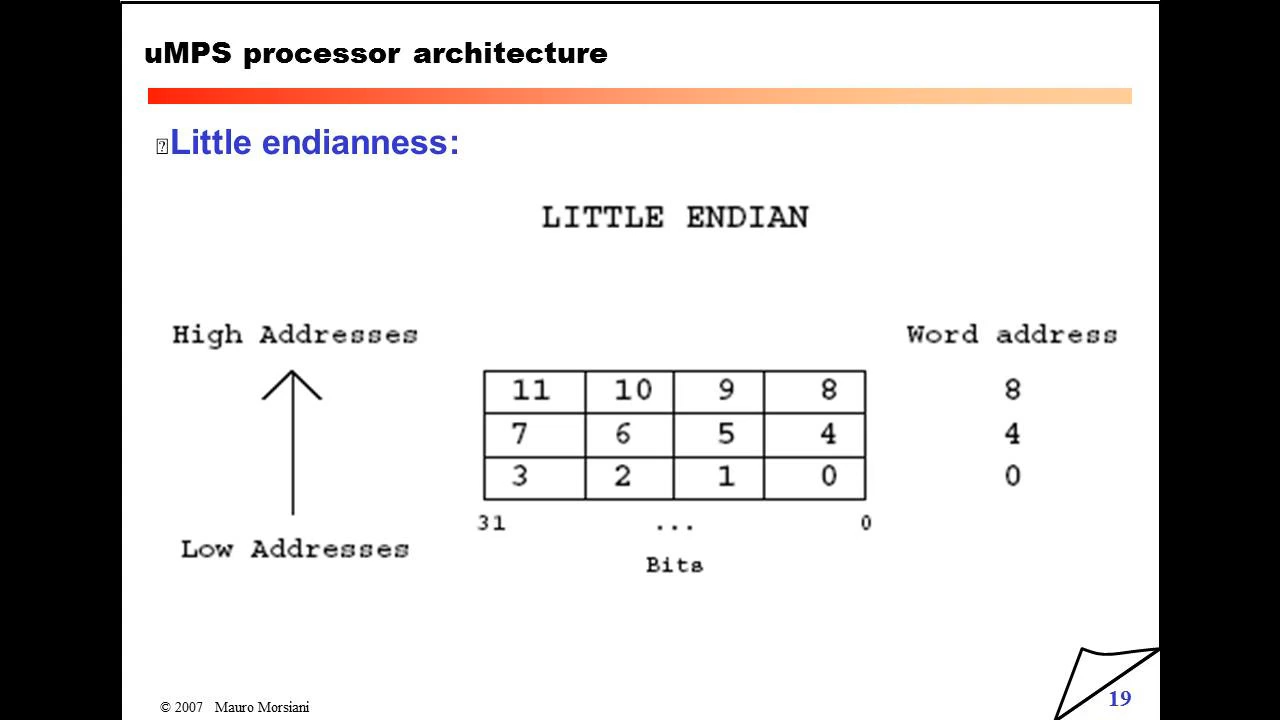 uMPS processor architecture
Little endianness:
LITTLE ENDIAN
High Addresses
Word address
11 10 9 8 8
7 6 5 4 4
3 2 1 0 0
31 ... 0
Low Addresses
Bits
© 2007 Mauro Morsiani
19